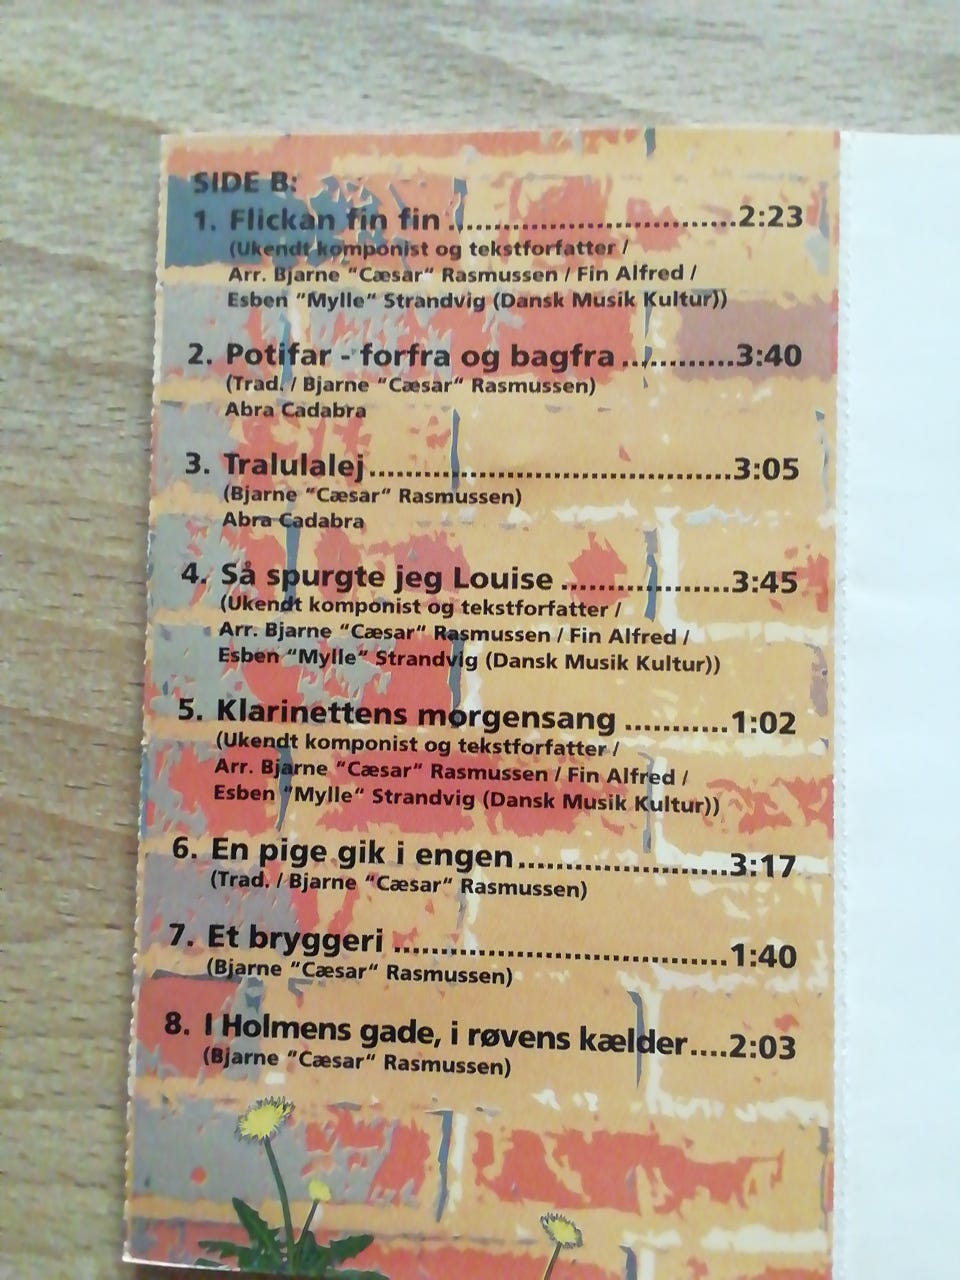 SIDE B:
1. Flickan fin fin ..................................2:23
(Ukendt komponist og tekstforfatter /
Arr. Bjarne "Cæsar" Rasmussen / Fin Alfred /
Esben "Mylle" Strandvig (Dansk Musik Kultur))
2. Potifar - forfra og bagfra .............3:40
(Trad. / Bjarne "Cæsar" Rasmussen)
Abra Cadabra
3. Tralulalej..........................................3:05
(Bjarne "Cæsar" Rasmussen)
Abra Cadabra
4. Så spurgte jeg Louise ....................3:45
(Ukendt komponist og tekstforfatter /
Arr. Bjarne "Cæsar" Rasmussen / Fin Alfred /
Esben "Mylle" Strandvig (Dansk Musik Kultur))
5. Klarinettens morgensang ............1:02
(Ukendt komponist og tekstforfatter /
Arr. Bjarne "Cæsar" Rasmussen / Fin Alfred /
Esben "Mylle" Strandvig (Dansk Musik Kultur))
6. En pige gik i engen.........................3:17
(Trad. / Bjarne "Cæsar" Rasmussen)
7. Et bryggeri .......................................1:40
(Bjarne "Cæsar" Rasmussen)
8. I Holmens gade, i røvens kælder....2:03
(Bjarne "Cæsar" Rasmussen)